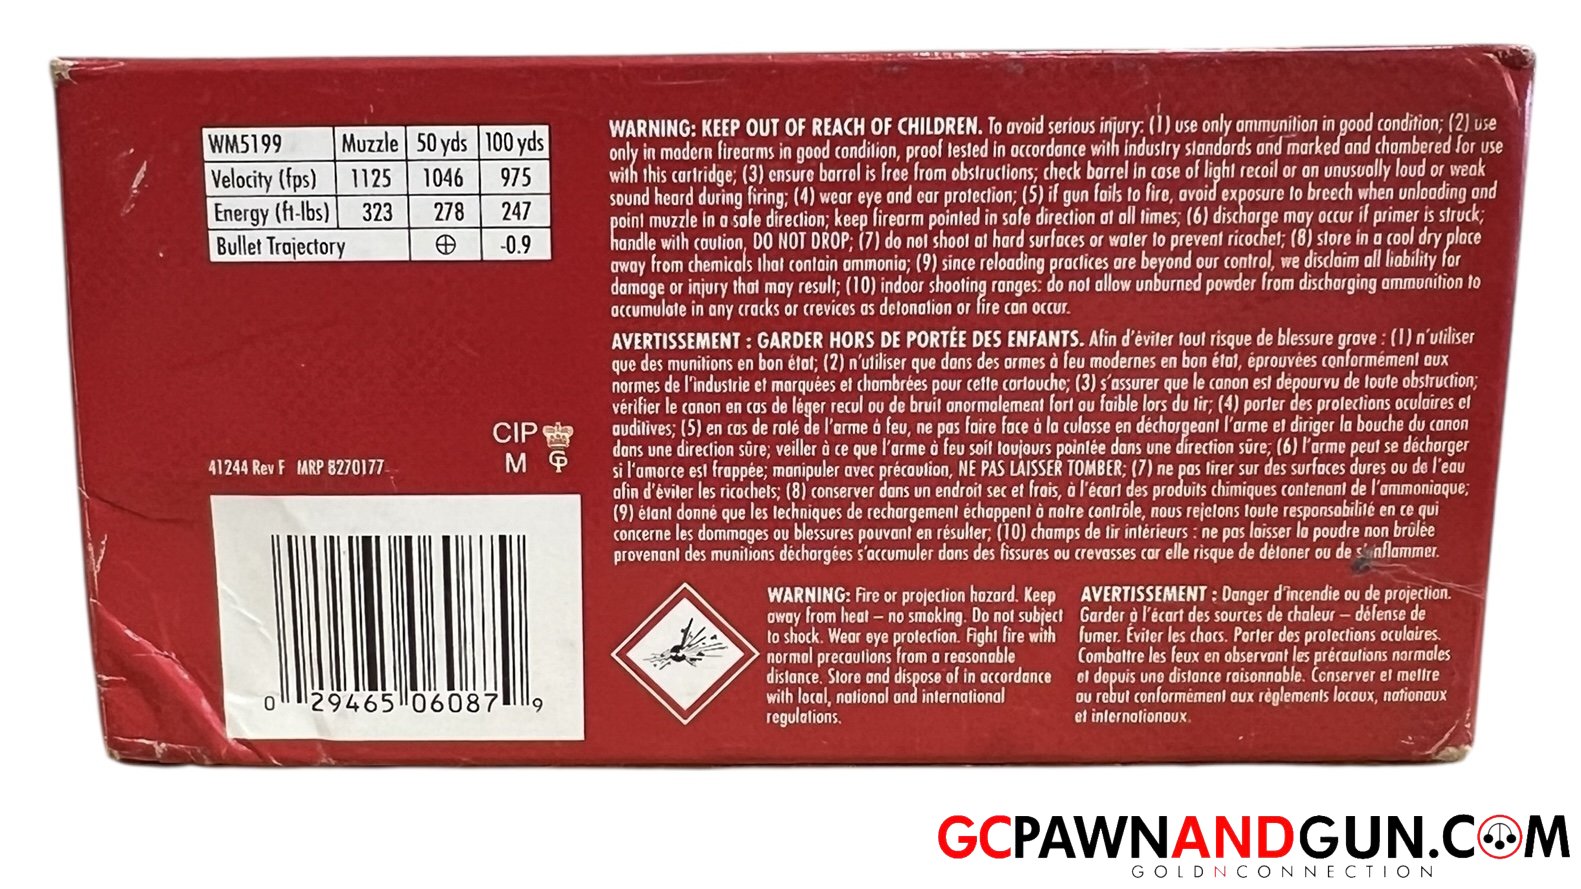 WM5199 Muzzle 50 yds 100 yds
Velocity (fps) 1125 1046 975
Energy (ft-lbs) 323 278 247
Bullet Trajectory ⊕ -0.9
WARNING: KEEP OUT OF REACH OF CHILDREN. To avoid serious injury: (1) use only ammunition in good condition; (2) use
only in modern firearms in good condition, proof tested in accordance with industry standards and marked and chambered for use
with this cartridge; (3) ensure barrel is free from obstructions; check barrel in case of light recoil or an unusually loud or weak
sound heard during firing; (4) wear eye and ear protection; (5) if gun fails to fire, avoid exposure to breech when unloading and
point muzzle in a safe direction; keep firearm pointed in safe direction at all times; (6) discharge may occur if primer is struck;
handle with caution, DO NOT DROP; (7) do not shoot at hard surfaces or water to prevent ricochet; (8) store in a cool dry place
away from chemicals that contain ammonia; (9) since reloading practices are beyond our control, we disclaim all liability for
damage or injury that may result; (10) indoor shooting ranges: do not allow unburned powder from discharging ammunition to
accumulate in any cracks or crevices as detonation or fire can occur.
AVERTISSEMENT : GARDER HORS DE PORTÉE DES ENFANTS. Afin d'éviter tout risque de blessure grave : (1) n'utiliser
que des munitions en bon état; (2) n'utiliser que dans des armes à feu modernes en bon état, éprouvées conformément aux
normes de l'industrie et marquées et chambrées pour cette cartouche; (3) s'assurer que le canon est dépourvu de toute obstruction;
vérifier le canon en cas de léger recul ou de bruit anormalement fort ou faible lors du tir; (4) porter des protections oculaires et
auditives; (5) en cas de raté de l'arme à feu, ne pas faire face à la culasse en déchargeant l'arme et diriger la bouche du canon
dans une direction sûre; veiller à ce que l'arme à feu soit toujours pointée dans une direction sûre; (6) l'arme peut se décharger
si l'amorce est frappée; manipuler avec précaution, NE PAS LAISSER TOMBER; (7) ne pas tirer sur des surfaces dures ou de l'eau
afin d'éviter les ricochets; (8) conserver dans un endroit sec et frais, à l'écart des produits chimiques contenant de l'ammoniaque;
(9) étant donné que les techniques de rechargement échappent à notre contrôle, nous rejetons toute responsabilité en ce qui
concerne les dommages ou blessures pouvant en résulter; (10) champs de tir intérieurs : ne pas laisser la poudre non brûlée
provenant des munitions déchargées s'accumuler dans des fissures ou crevasses car elle risque de détoner ou de s'enflammer.
CIP
M
41244 Rev F MRP 8270177
0 29465 06087 9
WARNING: Fire or projection hazard. Keep
away from heat – no smoking. Do not subject
to shock. Wear eye protection. Fight fire with
normal precautions from a reasonable
distance. Store and dispose of in accordance
with local, national and international
regulations.
AVERTISSEMENT : Danger d'incendie ou de projection.
Garder à l'écart des sources de chaleur – défense de
fumer. Éviter les chocs. Porter des protections oculaires.
Combattre les feux en observant les précautions normales
et depuis une distance raisonnable. Conserver et mettre
au rebut conformément aux règlements locaux, nationaux
et internationaux.
GCPAWNANDGUN.COM
GOLDNCONNECTION